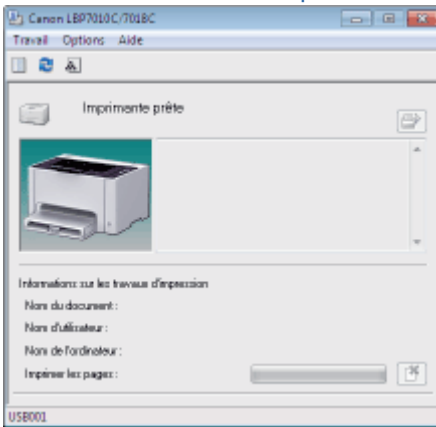 Canon LBP7010C/7018C
Travail Options Aide
Imprimante prête
Informations sur les travaux d'impression
Nom du document :
Nom d'utilisateur :
Nom de l'ordinateur :
Imprimer les pages :
USB001